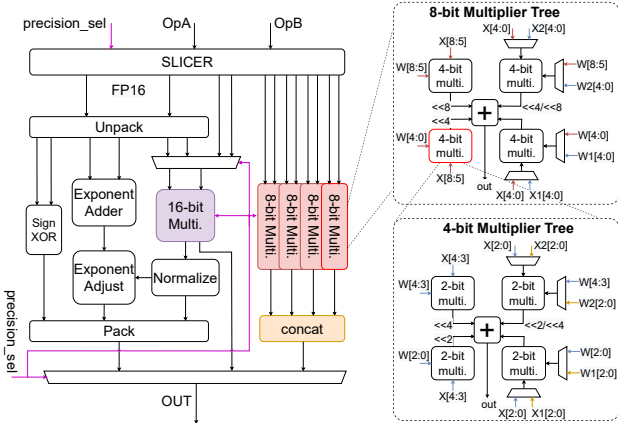 precision_sel
OpA
OpB
SLICER
FP16
Unpack
Sign
XOR
Exponent
Adder
16-bit
Multi.
8-bit Multi.
8-bit Multi.
8-bit Multi.
8-bit Multi.
Exponent
Adjust
Normalize
precision_sel
Pack
concat
OUT
8-bit Multiplier Tree
X[4:0]
X2[4:0]
X[8:5]
W[8:5]
4-bit
multi.
4-bit
multi.
W[8:5]
W2[4:0]
<<8
<<4/<<8
+
<<4
W[4:0]
4-bit
multi.
4-bit
multi.
W[4:0]
W1[4:0]
X[8:5]
out
X[4:0]
X1[4:0]
4-bit Multiplier Tree
X[2:0]
X2[2:0]
X[4:3]
W[4:3]
2-bit
multi.
2-bit
multi.
W[4:3]
W2[2:0]
<<4
<<2/<<4
+
<<2
W[2:0]
2-bit
multi.
2-bit
multi.
W[2:0]
W1[2:0]
X[4:3]
out
X[2:0]
X1[2:0]